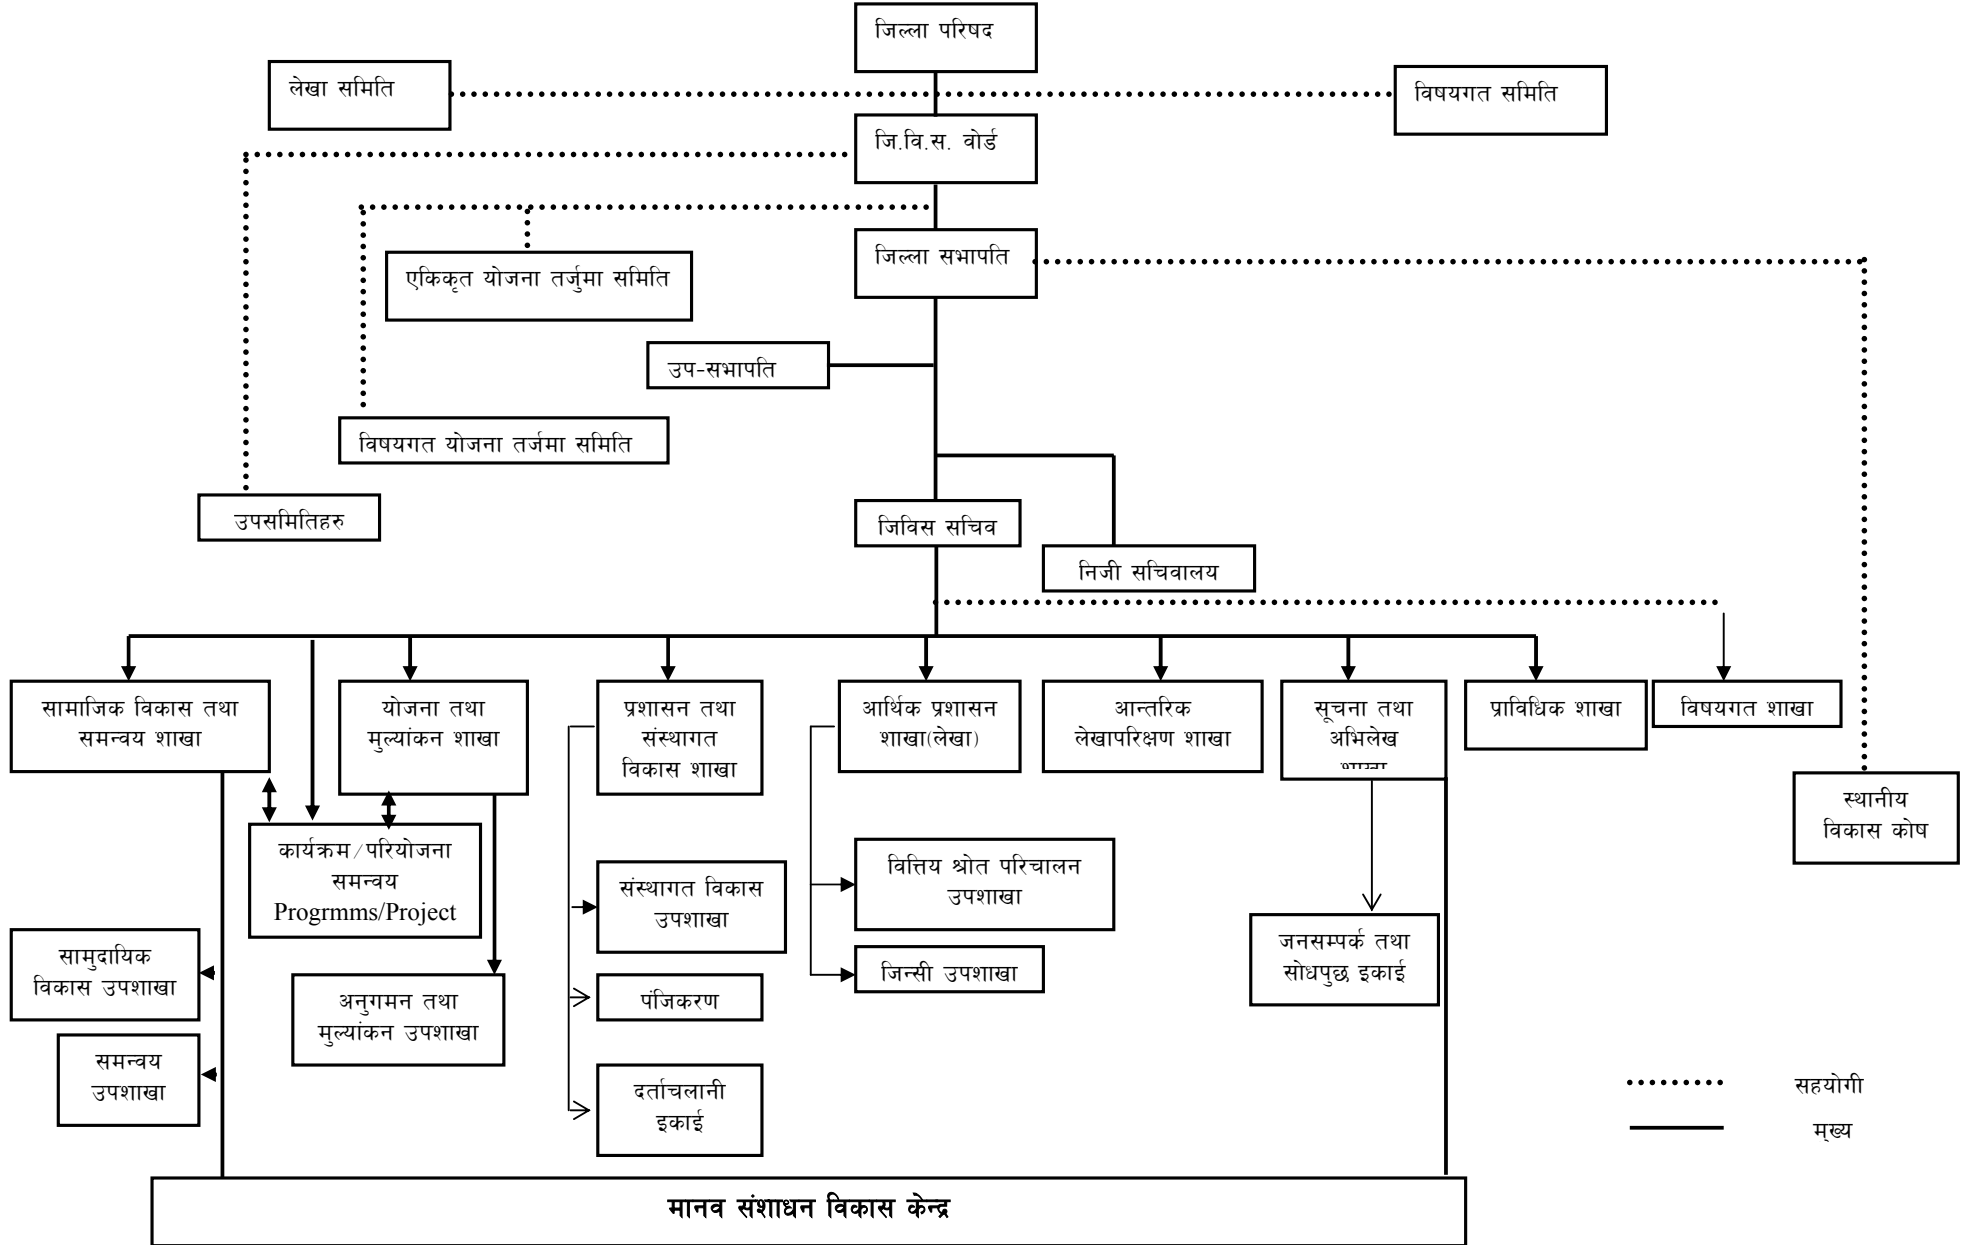 जिल्ला परिषद
लेखा समिति
विषयगत समिति
जि.वि.स. वोर्ड
जिल्ला सभापति
एकिकृत योजना तर्जुमा समिति
उप-सभापति
विषयगत योजना तर्जमा समिति
उपसमितिहरु
जिविस सचिव
निजी सचिवालय
सामाजिक विकास तथा
समन्वय शाखा
योजना तथा
मुल्यांकन शाखा
प्रशासन तथा
संस्थागत
विकास शाखा
आर्थिक प्रशासन
शाखा(लेखा)
आन्तरिक
लेखापरिक्षण शाखा
सूचना तथा
अभिलेख
शाखा
प्राविधिक शाखा
विषयगत शाखा
स्थानीय
विकास कोष
कार्यक्रम/परियोजना
समन्वय
Progrmms/Project
संस्थागत विकास
उपशाखा
वित्तिय श्रोत परिचालन
उपशाखा
जनसम्पर्क तथा
सोधपुछ इकाई
सामुदायिक
विकास उपशाखा
जिन्सी उपशाखा
अनुगमन तथा
मुल्यांकन उपशाखा
पंजिकरण
समन्वय
उपशाखा
दर्ताचलानी
इकाई
सहयोगी
मुख्य
मानव संशाधन विकास केन्द्र